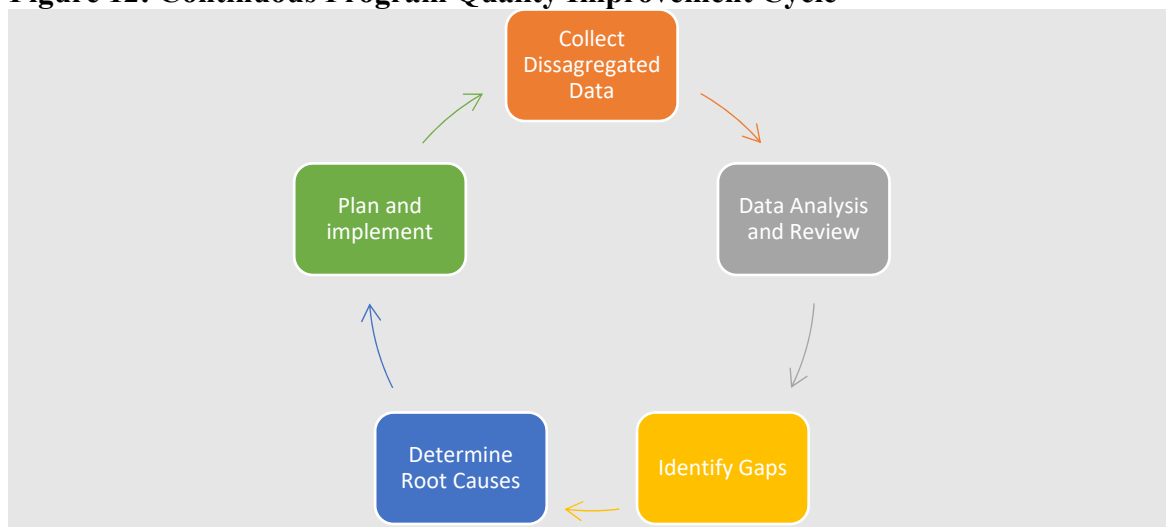 Figure 12: Continuous Program Quality Improvement Cycle
Collect
Dissagregated
Data
Data Analysis
and Review
Identify Gaps
Determine
Root Causes
Plan and
implement